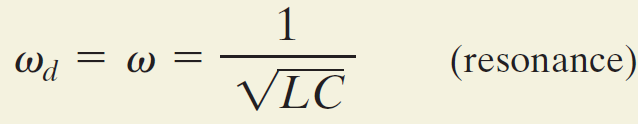 ω_d = ω = 1/√LC (resonance)